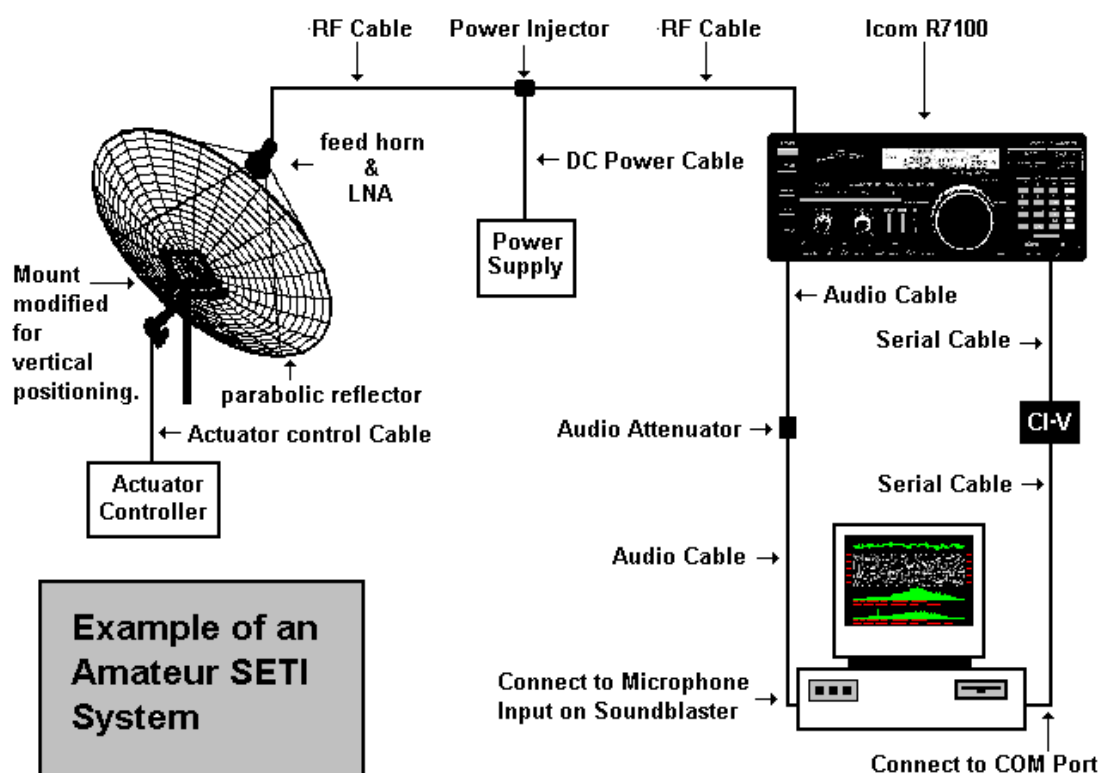 RF Cable
Power Injector
RF Cable
Icom R7100
feed horn
&
LNA
DC Power Cable
Power
Supply
Mount
modified
for
vertical
positioning.
Audio Cable
Serial Cable
parabolic reflector
Actuator control Cable
Audio Attenuator
CI-V
Actuator
Controller
Serial Cable
Audio Cable
Example of an
Amateur SETI
System
Connect to Microphone
Input on Soundblaster
Connect to COM Port